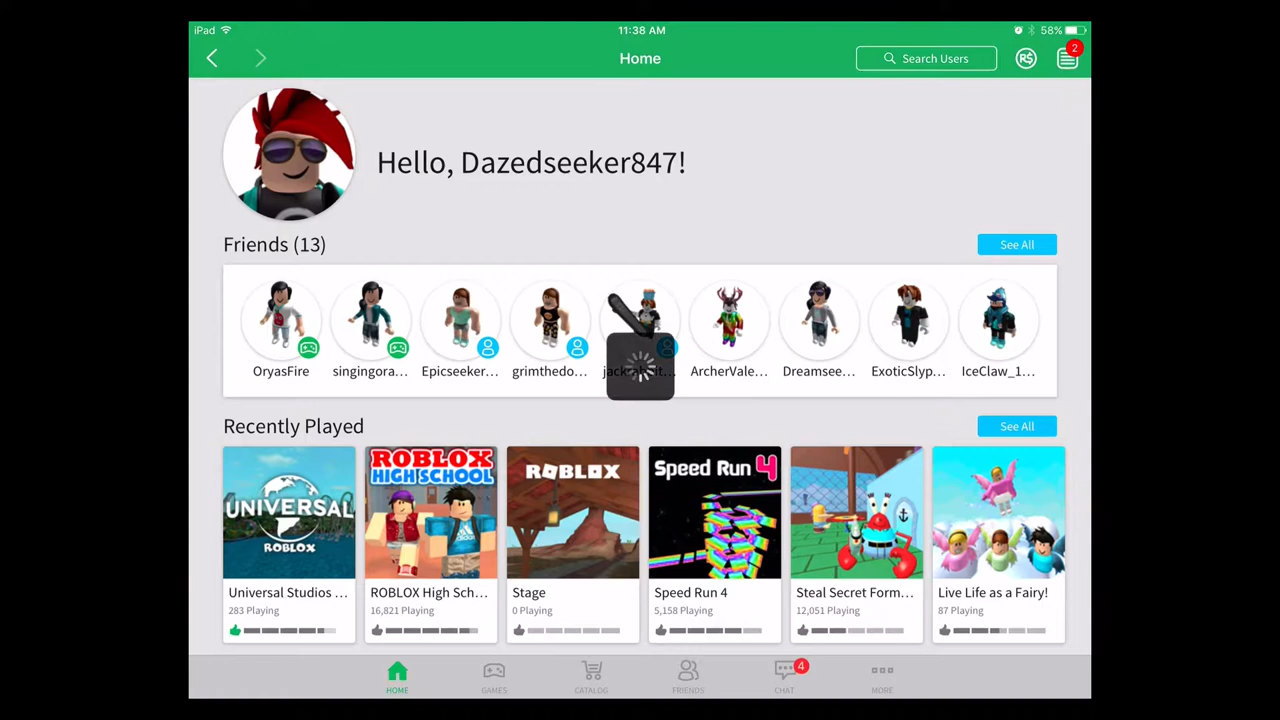 iPad
11:38 AM
58%
Home
Search Users
R$
2
Hello, Dazedseeker847!
Friends (13)
See All
OryasFire
singingora...
Epicseeker...
grimthedo...
ArcherVale...
Dreamsee...
ExoticSlyp...
IceClaw_1...
Recently Played
See All
UNIVERSAL
ROBLOX
ROBLOX
HIGH SCHOOL
ROBLOX
Speed Run 4
Universal Studios ...
283 Playing
ROBLOX High Sch...
16,821 Playing
Stage
0 Playing
Speed Run 4
5,158 Playing
Steal Secret Form...
12,051 Playing
Live Life as a Fairy!
87 Playing
HOME
GAMES
CATALOG
FRIENDS
CHAT
4
MORE